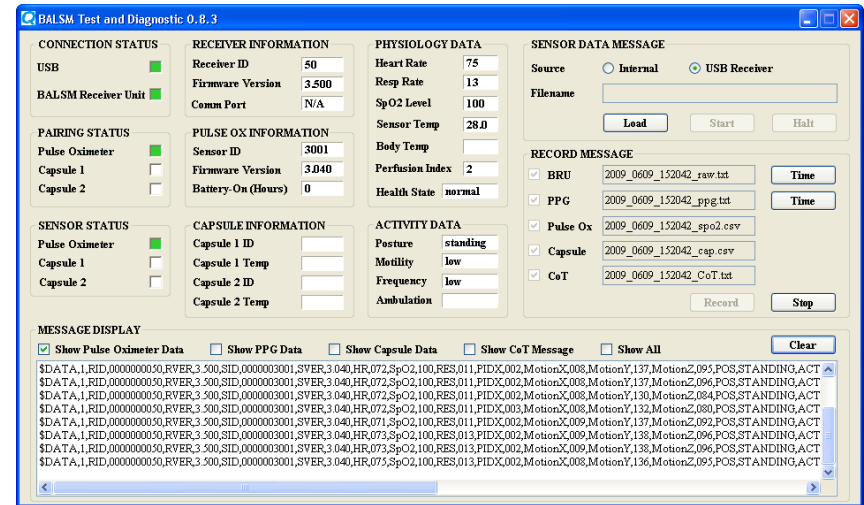 BALSM Test and Diagnostic 0.8.3
CONNECTION STATUS
USB
BALSM Receiver Unit
PAIRING STATUS
Pulse Oximeter
Capsule 1
Capsule 2
SENSOR STATUS
Pulse Oximeter
Capsule 1
Capsule 2
RECEIVER INFORMATION
Receiver ID 50
Firmware Version 3.500
Comm Port N/A
PULSE OX INFORMATION
Sensor ID 3001
Firmware Version 3.040
Battery-On (Hours) 0
CAPSULE INFORMATION
Capsule 1 ID
Capsule 1 Temp
Capsule 2 ID
Capsule 2 Temp
PHYSIOLOGY DATA
Heart Rate 75
Resp Rate 13
SpO2 Level 100
Sensor Temp 28.0
Body Temp
Perfusion Index 2
Health State normal
ACTIVITY DATA
Posture standing
Motility low
Frequency low
Ambulation
SENSOR DATA MESSAGE
Source Internal USB Receiver
Filename
Load Start Halt
RECORD MESSAGE
BRU 2009_0609_152042_raw.txt Time
PPG 2009_0609_152042_ppg.txt Time
Pulse Ox 2009_0609_152042_spo2.csv
Capsule 2009_0609_152042_cap.csv
CoT 2009_0609_152042_CoT.txt
Record Stop
MESSAGE DISPLAY
Show Pulse Oximeter Data Show PPG Data Show Capsule Data Show CoT Message Show All Clear
$DATA,1,RID,0000000050,RVER,3.500,SID,0000003001,SVER,3.040,HR,072,SpO2,100,RES,011,PIDX,002,MotionX,008,MotionY,137,MotionZ,095,POS,STANDING,ACT
$DATA,1,RID,0000000050,RVER,3.500,SID,0000003001,SVER,3.040,HR,072,SpO2,100,RES,011,PIDX,002,MotionX,008,MotionY,137,MotionZ,096,POS,STANDING,ACT
$DATA,1,RID,0000000050,RVER,3.500,SID,0000003001,SVER,3.040,HR,072,SpO2,100,RES,011,PIDX,002,MotionX,008,MotionY,130,MotionZ,084,POS,STANDING,ACT
$DATA,1,RID,0000000050,RVER,3.500,SID,0000003001,SVER,3.040,HR,072,SpO2,100,RES,011,PIDX,003,MotionX,008,MotionY,132,MotionZ,080,POS,STANDING,ACT
$DATA,1,RID,0000000050,RVER,3.500,SID,0000003001,SVER,3.040,HR,071,SpO2,100,RES,011,PIDX,002,MotionX,009,MotionY,137,MotionZ,092,POS,STANDING,ACT
$DATA,1,RID,0000000050,RVER,3.500,SID,0000003001,SVER,3.040,HR,073,SpO2,100,RES,013,PIDX,002,MotionX,009,MotionY,138,MotionZ,096,POS,STANDING,ACT
$DATA,1,RID,0000000050,RVER,3.500,SID,0000003001,SVER,3.040,HR,073,SpO2,100,RES,013,PIDX,002,MotionX,009,MotionY,138,MotionZ,096,POS,STANDING,ACT
$DATA,1,RID,0000000050,RVER,3.500,SID,0000003001,SVER,3.040,HR,075,SpO2,100,RES,013,PIDX,002,MotionX,008,MotionY,136,MotionZ,095,POS,STANDING,ACT